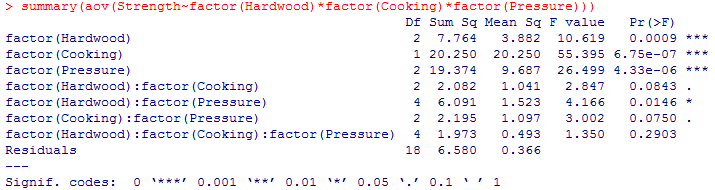 > summary(aov(Strength~factor(Hardwood)*factor(Cooking)*factor(Pressure)))
Df Sum Sq Mean Sq F value Pr(>F)
factor(Hardwood) 2 7.764 3.882 10.619 0.0009 ***
factor(Cooking) 1 20.250 20.250 55.395 6.75e-07 ***
factor(Pressure) 2 19.374 9.687 26.499 4.33e-06 ***
factor(Hardwood):factor(Cooking) 2 2.082 1.041 2.847 0.0843 .
factor(Hardwood):factor(Pressure) 4 6.091 1.523 4.166 0.0146 *
factor(Cooking):factor(Pressure) 2 2.195 1.097 3.002 0.0750 .
factor(Hardwood):factor(Cooking):factor(Pressure) 4 1.973 0.493 1.350 0.2903
Residuals 18 6.580 0.366
---
Signif. codes: 0 ‘***’ 0.001 ‘**’ 0.01 ‘*’ 0.05 ‘.’ 0.1 ‘ ’ 1